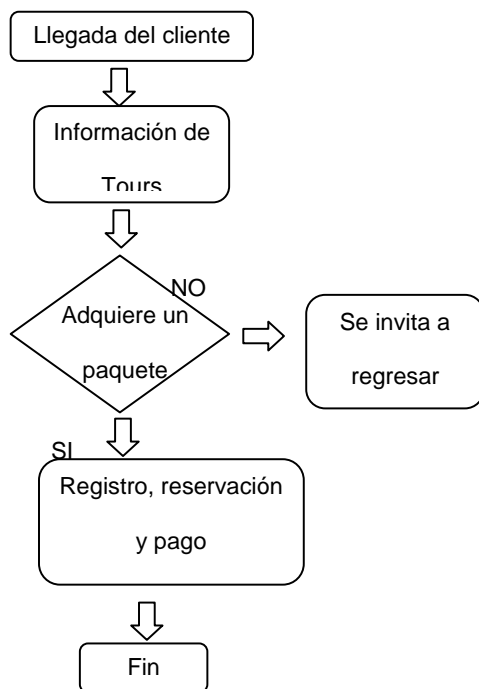 Llegada del cliente
Información de
Tours
NO
Adquiere un
paquete
Se invita a
regresar
SI
Registro, reservación
y pago
Fin